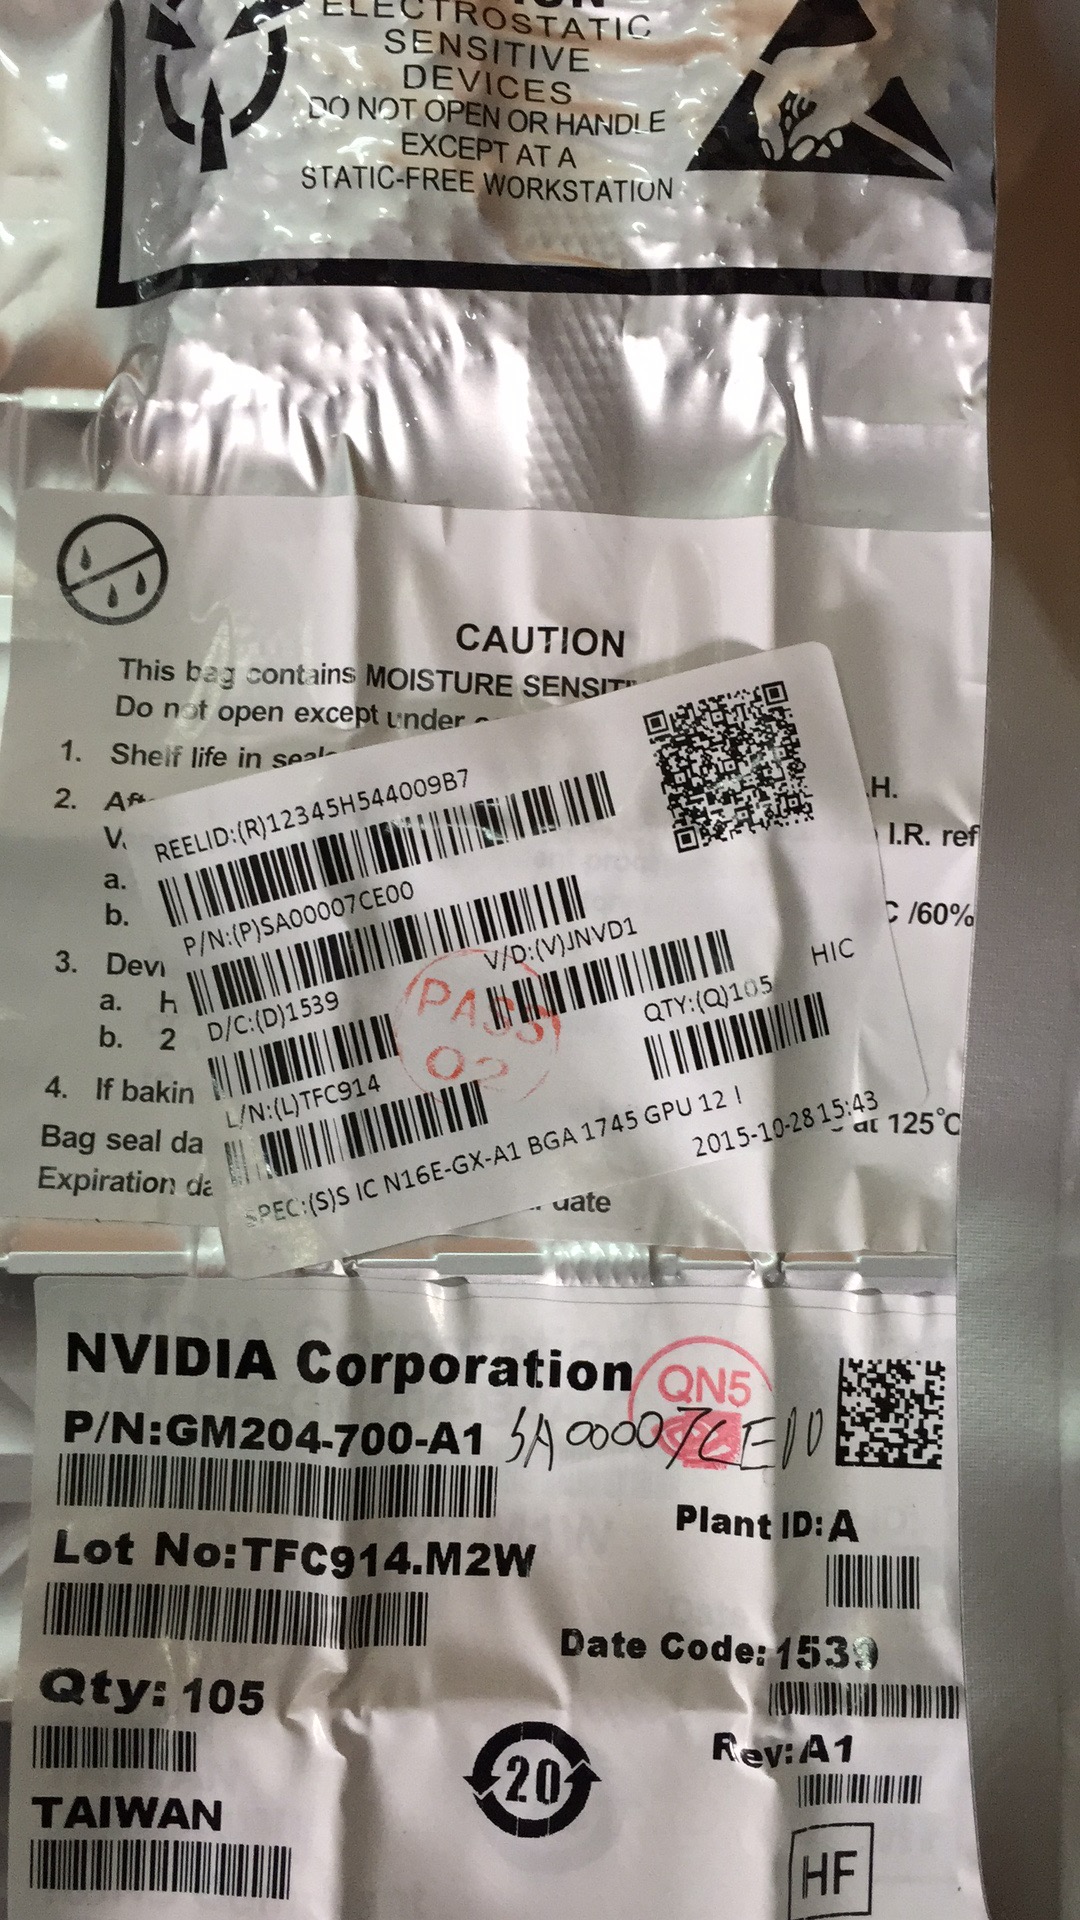 ELECTROSTATIC
SENSITIVE
DEVICES
DO NOT OPEN OR HANDLE
EXCEPT AT A
STATIC-FREE WORKSTATION
CAUTION
This bag contains MOISTURE SENSIT
Do not open except under
1. Shelf life in
2.
H.
V.
I.R. ref
a.
b.
C /60%
3. Devi
a. h
b. 2
4. If bakin
at 125°C
Bag seal da
Expiration da
date
REELID:(R)12345H544009B7
P/N:(P)SA00007CE00
V/D:(V)JNVD1
HIC
D/C:(D)1539
QTY:(Q)105
L/N:(L)TFC914
SPEC:(S)S IC N16E-GX-A1 BGA 1745 GPU 12 I
2015-10-28 15:43
PASS
02
NVIDIA Corporation
QN5
P/N:GM204-700-A1 SA00007CE00
Plant ID:A
Lot No:TFC914.M2W
Date Code:1539
Qty: 105
Rev:A1
20
TAIWAN
HF